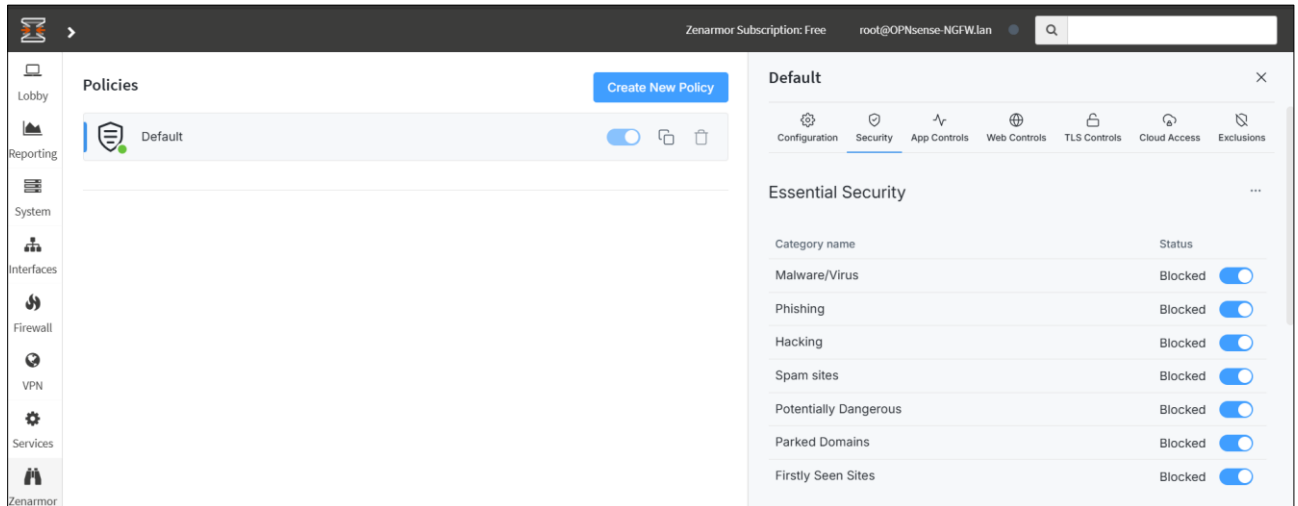 Zenarmor Subscription: Free root@OPNsense-NGFW.lan
Lobby
Reporting
System
Interfaces
Firewall
VPN
Services
Zenarmor
Policies Create New Policy
Default
Default
Configuration Security App Controls Web Controls TLS Controls Cloud Access Exclusions
Essential Security
Category name Status
Malware/Virus Blocked
Phishing Blocked
Hacking Blocked
Spam sites Blocked
Potentially Dangerous Blocked
Parked Domains Blocked
Firstly Seen Sites Blocked